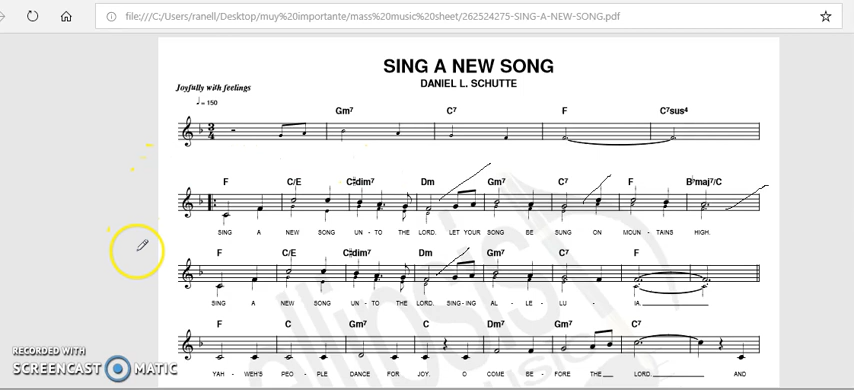 file:///C:/Users/ranell/Desktop/muy%20importante/mass%20music%20sheet/262524275-SING-A-NEW-SONG.pdf
SING A NEW SONG
DANIEL L. SCHUTTE
Joyfully with feelings
♩ = 150
Gm7 C7 F C7sus4
F C/E C#dim7 Dm Gm7 C7 F B♭maj7/C
SING A NEW SONG UN - TO THE LORD. LET YOUR SONG BE SUNG ON MOUN - TAINS HIGH.
F C/E C#dim7 Dm Gm7 C7 F
SING A NEW SONG UN - TO THE LORD. SING-ING AL - LE - LU - IA.
F C Gm7 C Dm7 Gm7 C7
YAH - WEH'S PEO - PLE DANCE FOR JOY. O COME BE - FORE THE LORD. AND
ellipsis
MUSIC
RECORDED WITH
SCREENCAST MATIC